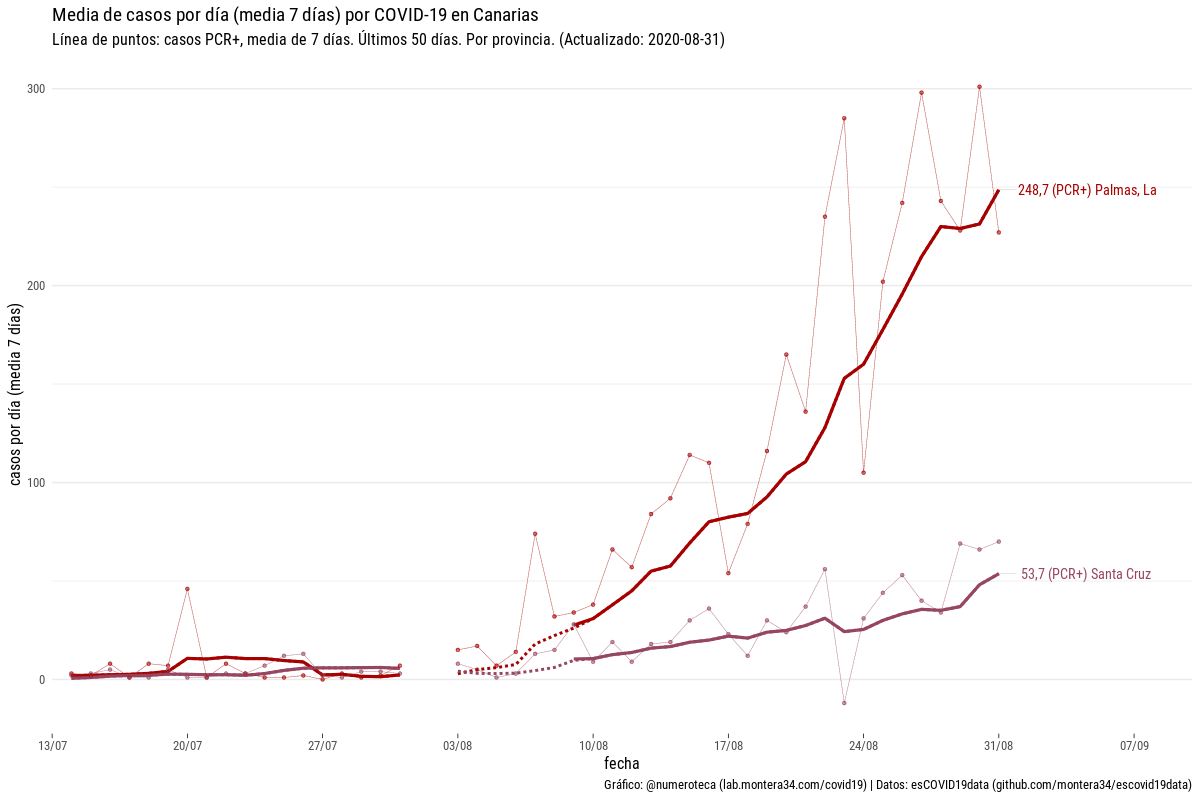 Media de casos por día (media 7 días) por COVID-19 en Canarias
Línea de puntos: casos PCR+, media de 7 días. Últimos 50 días. Por provincia. (Actualizado: 2020-08-31)
casos por día (media 7 días)
300
200
100
0
248,7 (PCR+) Palmas, La
53,7 (PCR+) Santa Cruz
13/07
20/07
27/07
03/08
10/08
17/08
24/08
31/08
07/09
fecha
Gráfico: @numeroteca (lab.montera34.com/covid19) | Datos: esCOVID19data (github.com/montera34/escovid19data)